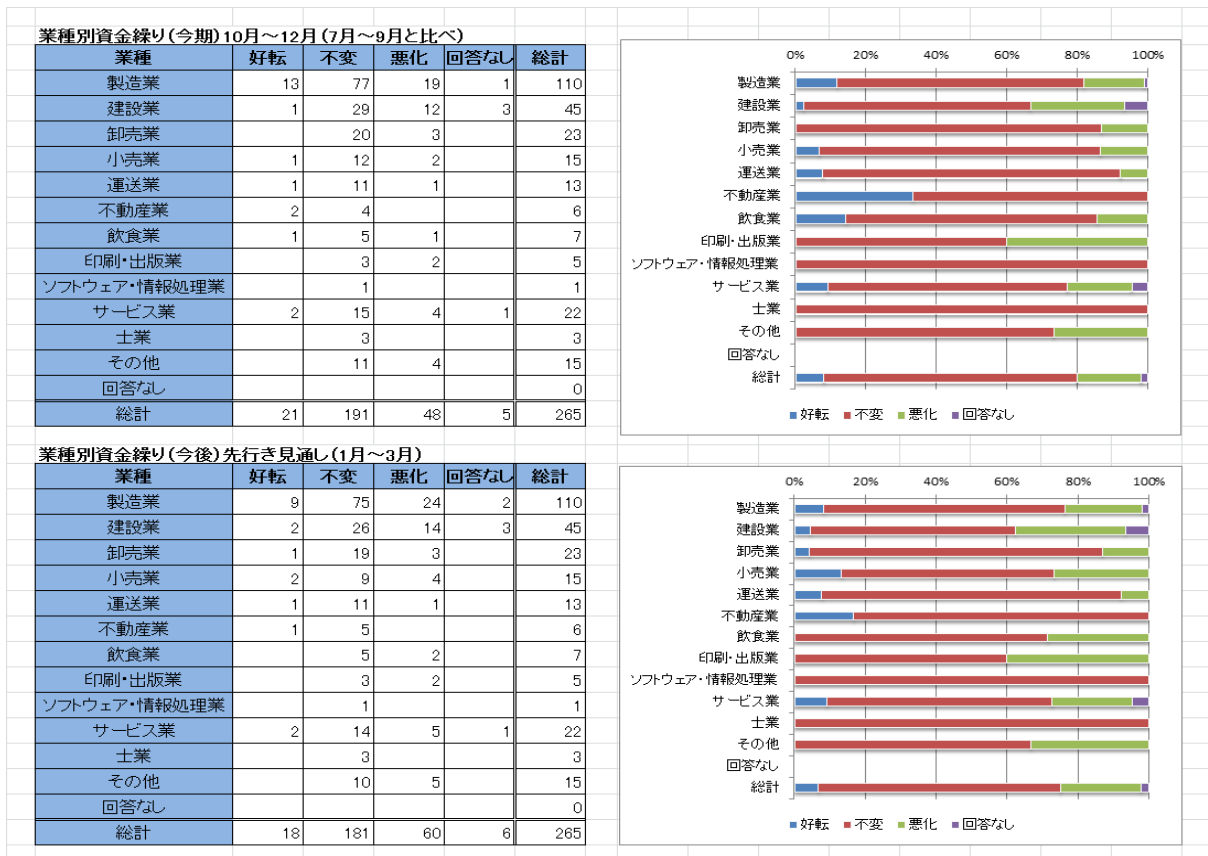 業種別資金繰り(今期)10月～12月(7月～9月と比べ)
業種 好転 不変 悪化 回答なし 総計
製造業 13 77 19 1 110
建設業 1 29 12 3 45
卸売業 20 3 23
小売業 1 12 2 15
運送業 1 11 1 13
不動産業 2 4 6
飲食業 1 5 1 7
印刷・出版業 3 2 5
ソフトウェア・情報処理業 1 1
サービス業 2 15 4 1 22
士業 3 3
その他 11 4 15
回答なし 0
総計 21 191 48 5 265
0% 20% 40% 60% 80% 100%
製造業
建設業
卸売業
小売業
運送業
不動産業
飲食業
印刷・出版業
ソフトウェア・情報処理業
サービス業
士業
その他
回答なし
総計
好転 不変 悪化 回答なし
業種別資金繰り(今後)先行き見通し(1月～3月)
業種 好転 不変 悪化 回答なし 総計
製造業 9 75 24 2 110
建設業 2 26 14 3 45
卸売業 1 19 3 23
小売業 2 9 4 15
運送業 1 11 1 13
不動産業 1 5 6
飲食業 5 2 7
印刷・出版業 3 2 5
ソフトウェア・情報処理業 1 1
サービス業 2 14 5 1 22
士業 3 3
その他 10 5 15
回答なし 0
総計 18 181 60 6 265
0% 20% 40% 60% 80% 100%
製造業
建設業
卸売業
小売業
運送業
不動産業
飲食業
印刷・出版業
ソフトウェア・情報処理業
サービス業
士業
その他
回答なし
総計
好転 不変 悪化 回答なし